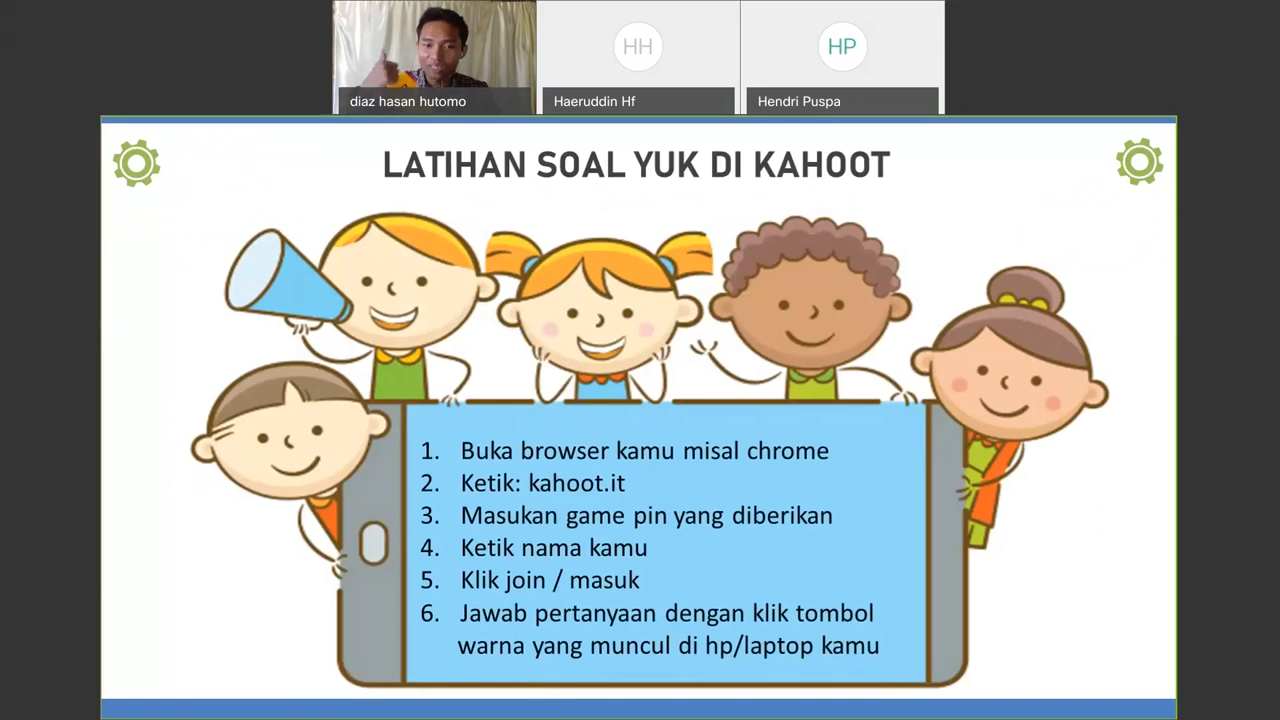 HH
HP
diaz hasan hutomo
Haeruddin Hf
Hendri Puspa
LATIHAN SOAL YUK DI KAHOOT
1. Buka browser kamu misal chrome
2. Ketik: kahoot.it
3. Masukan game pin yang diberikan
4. Ketik nama kamu
5. Klik join / masuk
6. Jawab pertanyaan dengan klik tombol
warna yang muncul di hp/laptop kamu